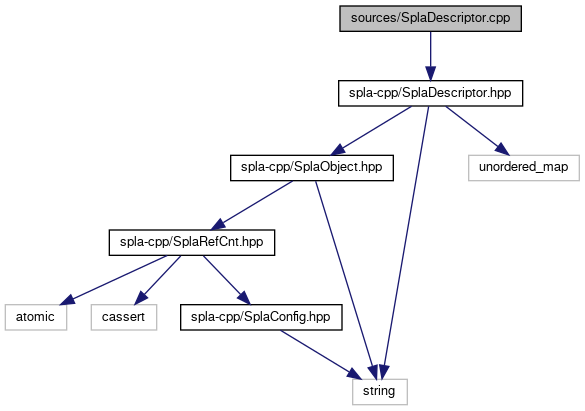 sources/SplaDescriptor.cpp
spla-cpp/SplaDescriptor.hpp
spla-cpp/SplaObject.hpp
unordered_map
spla-cpp/SplaRefCnt.hpp
atomic
cassert
spla-cpp/SplaConfig.hpp
string